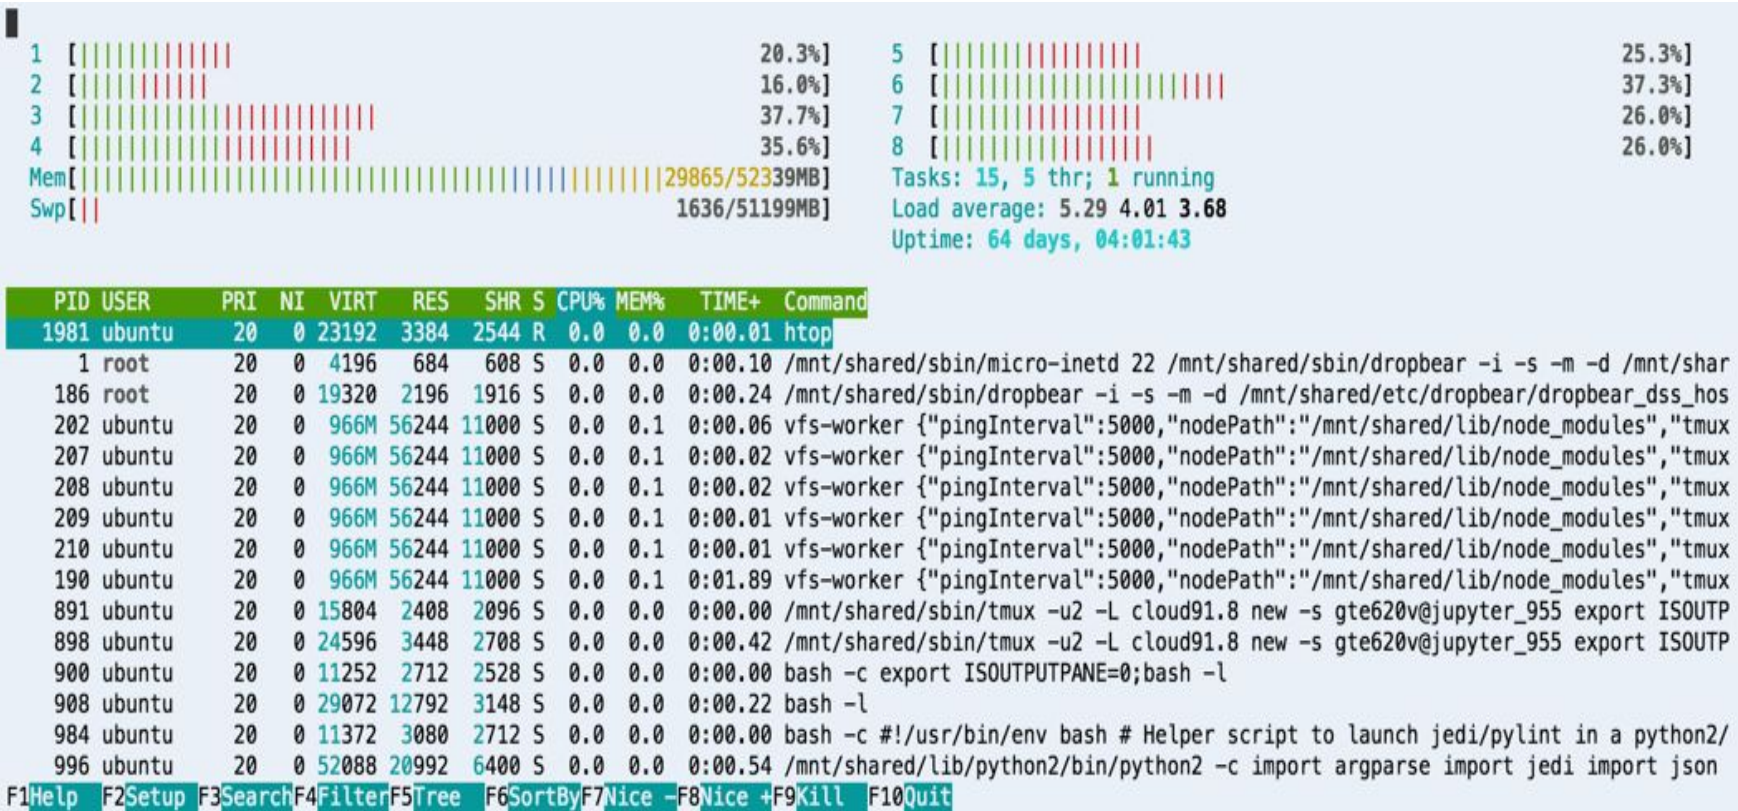 1 [||||||||||||| 20.3%] 5 [||||||||||||||||| 25.3%]
2 [||||||||||| 16.0%] 6 [|||||||||||||||||||||||| 37.3%]
3 [||||||||||||||||||||||||| 37.7%] 7 [||||||||||||||||| 26.0%]
4 [||||||||||||||||||||||| 35.6%] 8 [|||||||||||||||||| 26.0%]
Mem[|||||||||||||||||||||||||||||||||||||||||||||||||29865/52339MB] Tasks: 15, 5 thr; 1 running
Swp[|| 1636/51199MB] Load average: 5.29 4.01 3.68
Uptime: 64 days, 04:01:43
PID USER PRI NI VIRT RES SHR S CPU% MEM% TIME+ Command
1981 ubuntu 20 0 23192 3384 2544 R 0.0 0.0 0:00.01 htop
1 root 20 0 4196 684 608 S 0.0 0.0 0:00.10 /mnt/shared/sbin/micro-inetd 22 /mnt/shared/sbin/dropbear -i -s -m -d /mnt/shar
186 root 20 0 19320 2196 1916 S 0.0 0.0 0:00.24 /mnt/shared/sbin/dropbear -i -s -m -d /mnt/shared/etc/dropbear/dropbear_dss_hos
202 ubuntu 20 0 966M 56244 11000 S 0.0 0.1 0:00.06 vfs-worker {"pingInterval":5000,"nodePath":"/mnt/shared/lib/node_modules","tmux
207 ubuntu 20 0 966M 56244 11000 S 0.0 0.1 0:00.02 vfs-worker {"pingInterval":5000,"nodePath":"/mnt/shared/lib/node_modules","tmux
208 ubuntu 20 0 966M 56244 11000 S 0.0 0.1 0:00.02 vfs-worker {"pingInterval":5000,"nodePath":"/mnt/shared/lib/node_modules","tmux
209 ubuntu 20 0 966M 56244 11000 S 0.0 0.1 0:00.01 vfs-worker {"pingInterval":5000,"nodePath":"/mnt/shared/lib/node_modules","tmux
210 ubuntu 20 0 966M 56244 11000 S 0.0 0.1 0:00.01 vfs-worker {"pingInterval":5000,"nodePath":"/mnt/shared/lib/node_modules","tmux
190 ubuntu 20 0 966M 56244 11000 S 0.0 0.1 0:01.89 vfs-worker {"pingInterval":5000,"nodePath":"/mnt/shared/lib/node_modules","tmux
891 ubuntu 20 0 15804 2408 2096 S 0.0 0.0 0:00.00 /mnt/shared/sbin/tmux -u2 -L cloud91.8 new -s gte620v@jupyter_955 export ISOUTP
898 ubuntu 20 0 24596 3448 2708 S 0.0 0.0 0:00.42 /mnt/shared/sbin/tmux -u2 -L cloud91.8 new -s gte620v@jupyter_955 export ISOUTP
900 ubuntu 20 0 11252 2712 2528 S 0.0 0.0 0:00.00 bash -c export ISOUTPUTPANE=0;bash -l
908 ubuntu 20 0 29072 12792 3148 S 0.0 0.0 0:00.22 bash -l
984 ubuntu 20 0 11372 3080 2712 S 0.0 0.0 0:00.00 bash -c #!/usr/bin/env bash # Helper script to launch jedi/pylint in a python2/
996 ubuntu 20 0 52088 20992 6400 S 0.0 0.0 0:00.54 /mnt/shared/lib/python2/bin/python2 -c import argparse import jedi import json
F1Help F2Setup F3SearchF4FilterF5Tree F6SortByF7Nice -F8Nice +F9Kill F10Quit